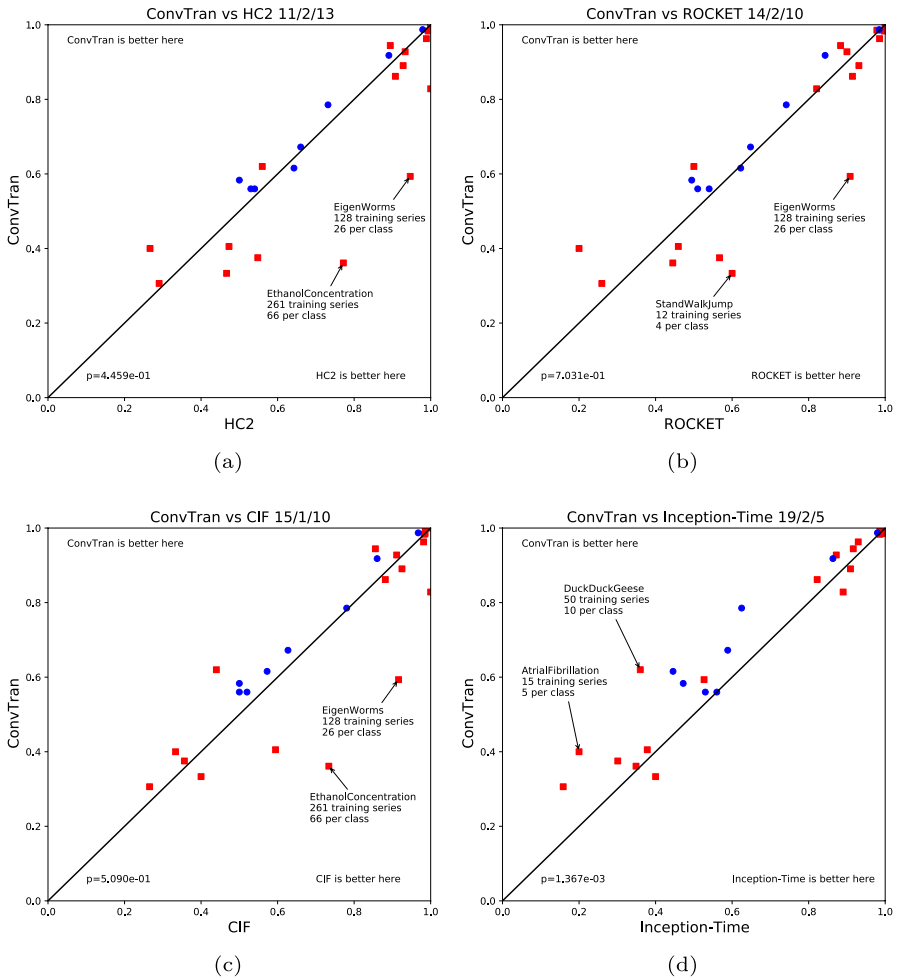 ConvTran vs HC2 11/2/13
ConvTran is better here
1.0
0.8
0.6
0.4
0.2
0.0
ConvTran
EigenWorms
128 training series
26 per class
EthanolConcentration
261 training series
66 per class
p=4.459e-01
HC2 is better here
0.0 0.2 0.4 0.6 0.8 1.0
HC2
(a)
ConvTran vs ROCKET 14/2/10
ConvTran is better here
1.0
0.8
0.6
0.4
0.2
0.0
ConvTran
EigenWorms
128 training series
26 per class
StandWalkJump
12 training series
4 per class
p=7.031e-01
ROCKET is better here
0.0 0.2 0.4 0.6 0.8 1.0
ROCKET
(b)
ConvTran vs CIF 15/1/10
ConvTran is better here
1.0
0.8
0.6
0.4
0.2
0.0
ConvTran
EigenWorms
128 training series
26 per class
EthanolConcentration
261 training series
66 per class
p=5.090e-01
CIF is better here
0.0 0.2 0.4 0.6 0.8 1.0
CIF
(c)
ConvTran vs Inception-Time 19/2/5
ConvTran is better here
1.0
0.8
0.6
0.4
0.2
0.0
ConvTran
DuckDuckGeese
50 training series
10 per class
AtrialFibrillation
15 training series
5 per class
p=1.367e-03
Inception-Time is better here
0.0 0.2 0.4 0.6 0.8 1.0
Inception-Time
(d)